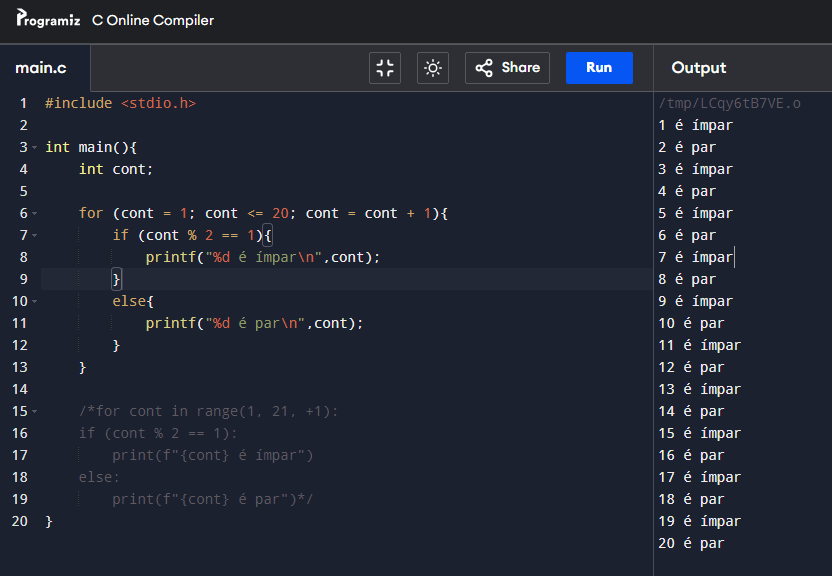 Programiz C Online Compiler
main.c
Share
Run
Output
1 #include <stdio.h>
2
3 int main(){
4     int cont;
5
6     for (cont = 1; cont <= 20; cont = cont + 1){
7         if (cont % 2 == 1){
8             printf("%d é ímpar\n",cont);
9         }
10         else{
11             printf("%d é par\n",cont);
12         }
13     }
14
15     /*for cont in range(1, 21, +1):
16     if (cont % 2 == 1):
17         print(f"{cont} é ímpar")
18     else:
19         print(f"{cont} é par")*/
20 }
/tmp/LCqy6tB7VE.o
1 é ímpar
2 é par
3 é ímpar
4 é par
5 é ímpar
6 é par
7 é ímpar
8 é par
9 é ímpar
10 é par
11 é ímpar
12 é par
13 é ímpar
14 é par
15 é ímpar
16 é par
17 é ímpar
18 é par
19 é ímpar
20 é par